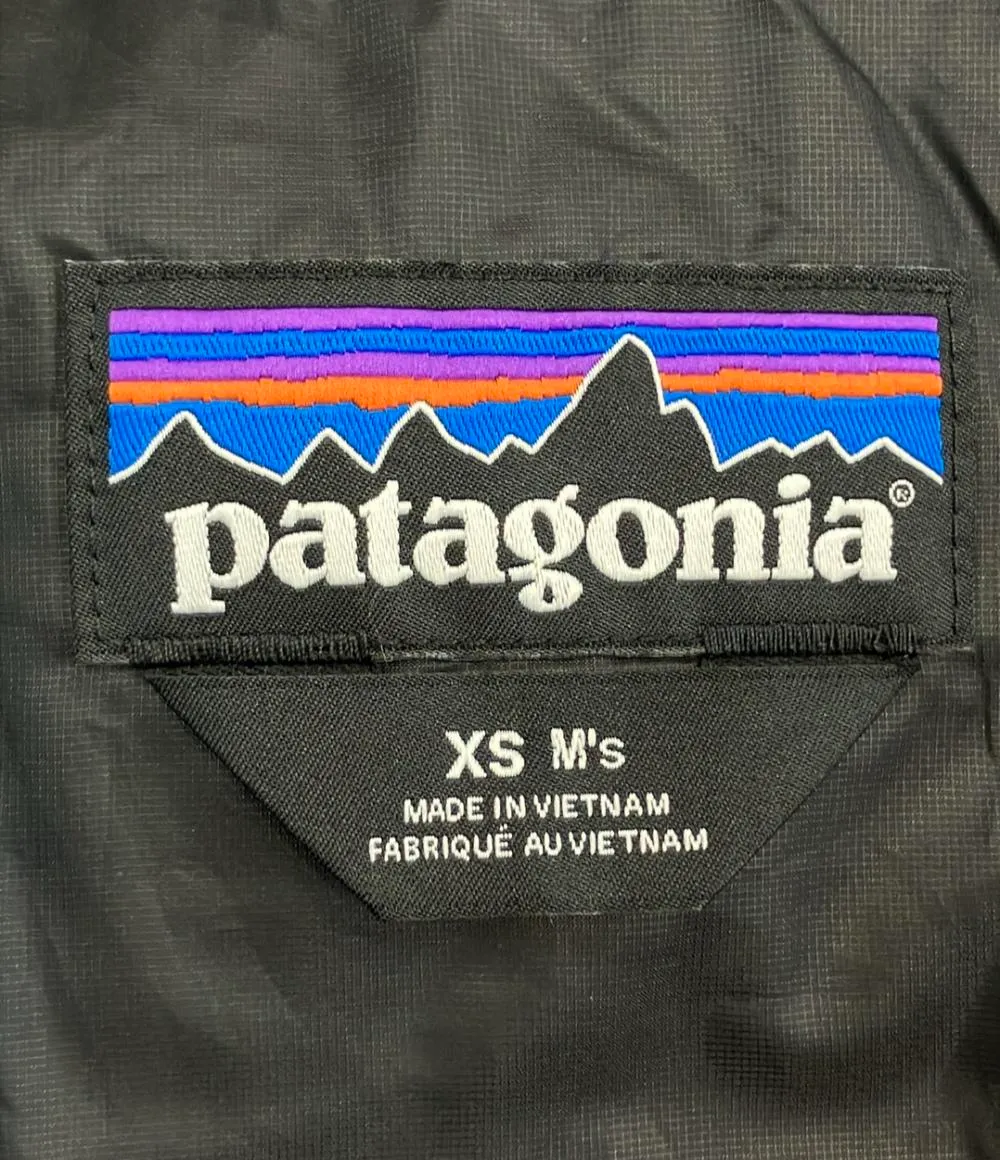 patagonia®
XS M's
MADE IN VIETNAM
FABRIQUË AU VIETNAM